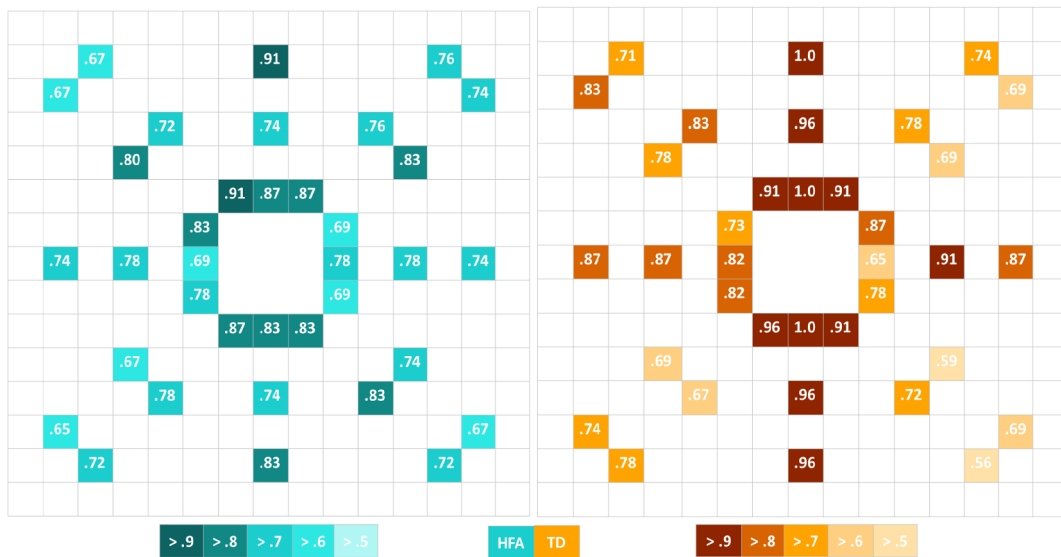 .67 .91 .76
.67 .74
.72 .74 .76
.80 .83
.91 .87 .87
.83 .69
.74 .78 .69 .78 .78 .74
.78 .69
.87 .83 .83
.67 .74
.78 .74 .83
.65 .67
.72 .83 .72
.71 1.0 .74
.83 .69
.83 .96 .78
.78 .69
.91 1.0 .91
.73 .87
.87 .87 .82 .65 .91 .87
.82 .78
.96 1.0 .91
.69 .59
.67 .96 .72
.74 .69
.78 .96 .56
> .9 > .8 > .7 > .6 > .5
HFA TD
> .9 > .8 > .7 > .6 > .5